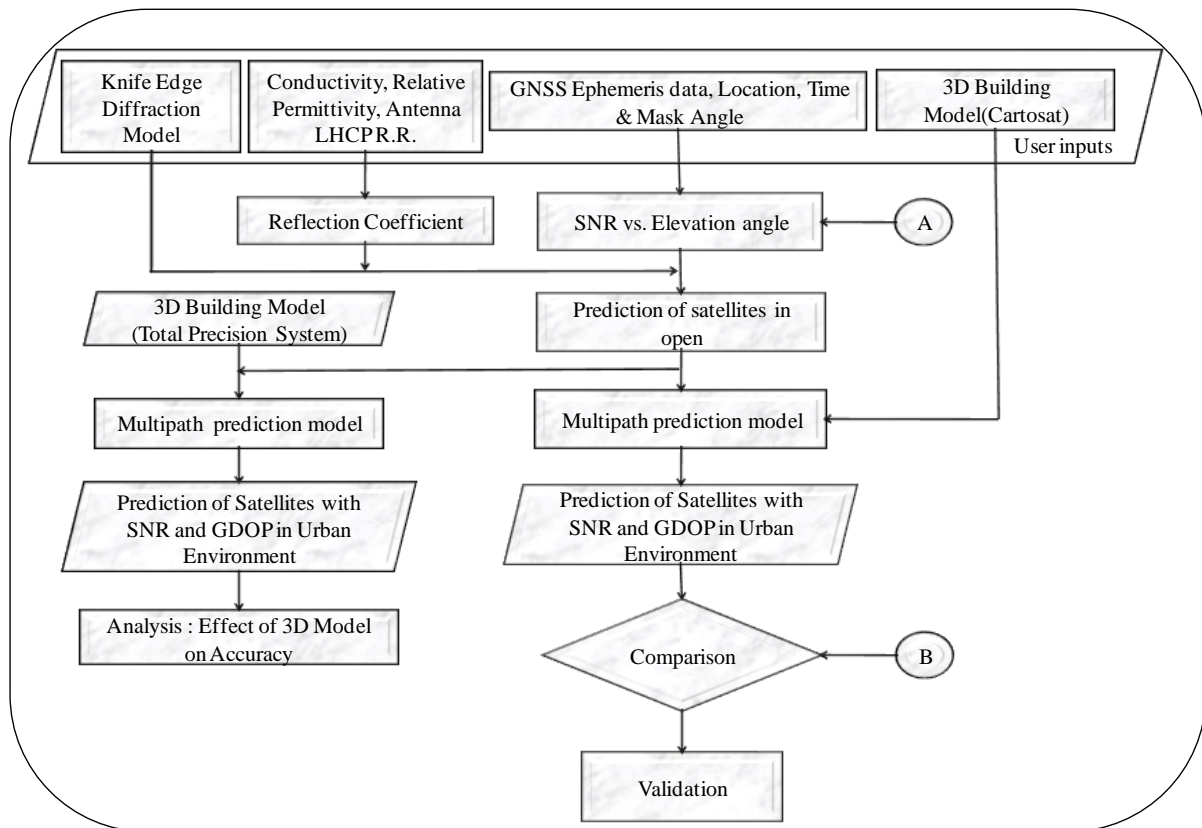 Knife Edge
Diffraction
Model
Conductivity, Relative
Permittivity, Antenna
LHCP R.R.
GNSS Ephemeris data, Location, Time
& Mask Angle
3D Building
Model(Cartosat)
User inputs
Reflection Coefficient
SNR vs. Elevation angle
A
3D Building Model
(Total Precision System)
Prediction of satellites in
open
Multipath prediction model
Multipath prediction model
Prediction of Satellites with
SNR and GDOP in Urban
Environment
Prediction of Satellites with
SNR and GDOP in Urban
Environment
Analysis : Effect of 3D Model
on Accuracy
Comparison
B
Validation